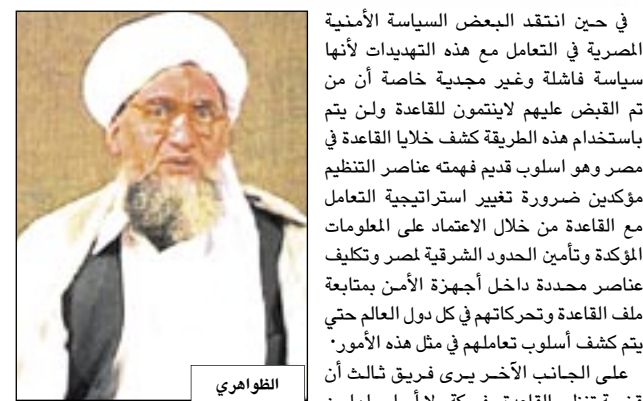 في حين انتقد البعض السياسة الأمنية
المصرية في التعامل مع هذه التهديدات لأنها
سياسة فاشلة وغير مجدية خاصة أن من
تم القبض عليهم لاينتمون للقاعدة ولن يتم
باستخدام هذه الطريقة كشف خلايا القاعدة في
مصر وهو اسلوب قديم فهمته عناصر التنظيم
مؤكدين ضرورة تغيير استراتيجية التعامل
مع القاعدة من خلال الاعتماد على المعلومات
المؤكدة وتأمين الحدود الشرقية لمصر وتكليف
عناصر محددة داخل أجهزة الأمن بمتابعة
ملف القاعدة وتحركاتهم في كل دول العالم حتي
يتم كشف أسلوب تعاملهم في مثل هذه الأمور.
على الجانب الآخر يرى فريق ثالث أن
الظواهري